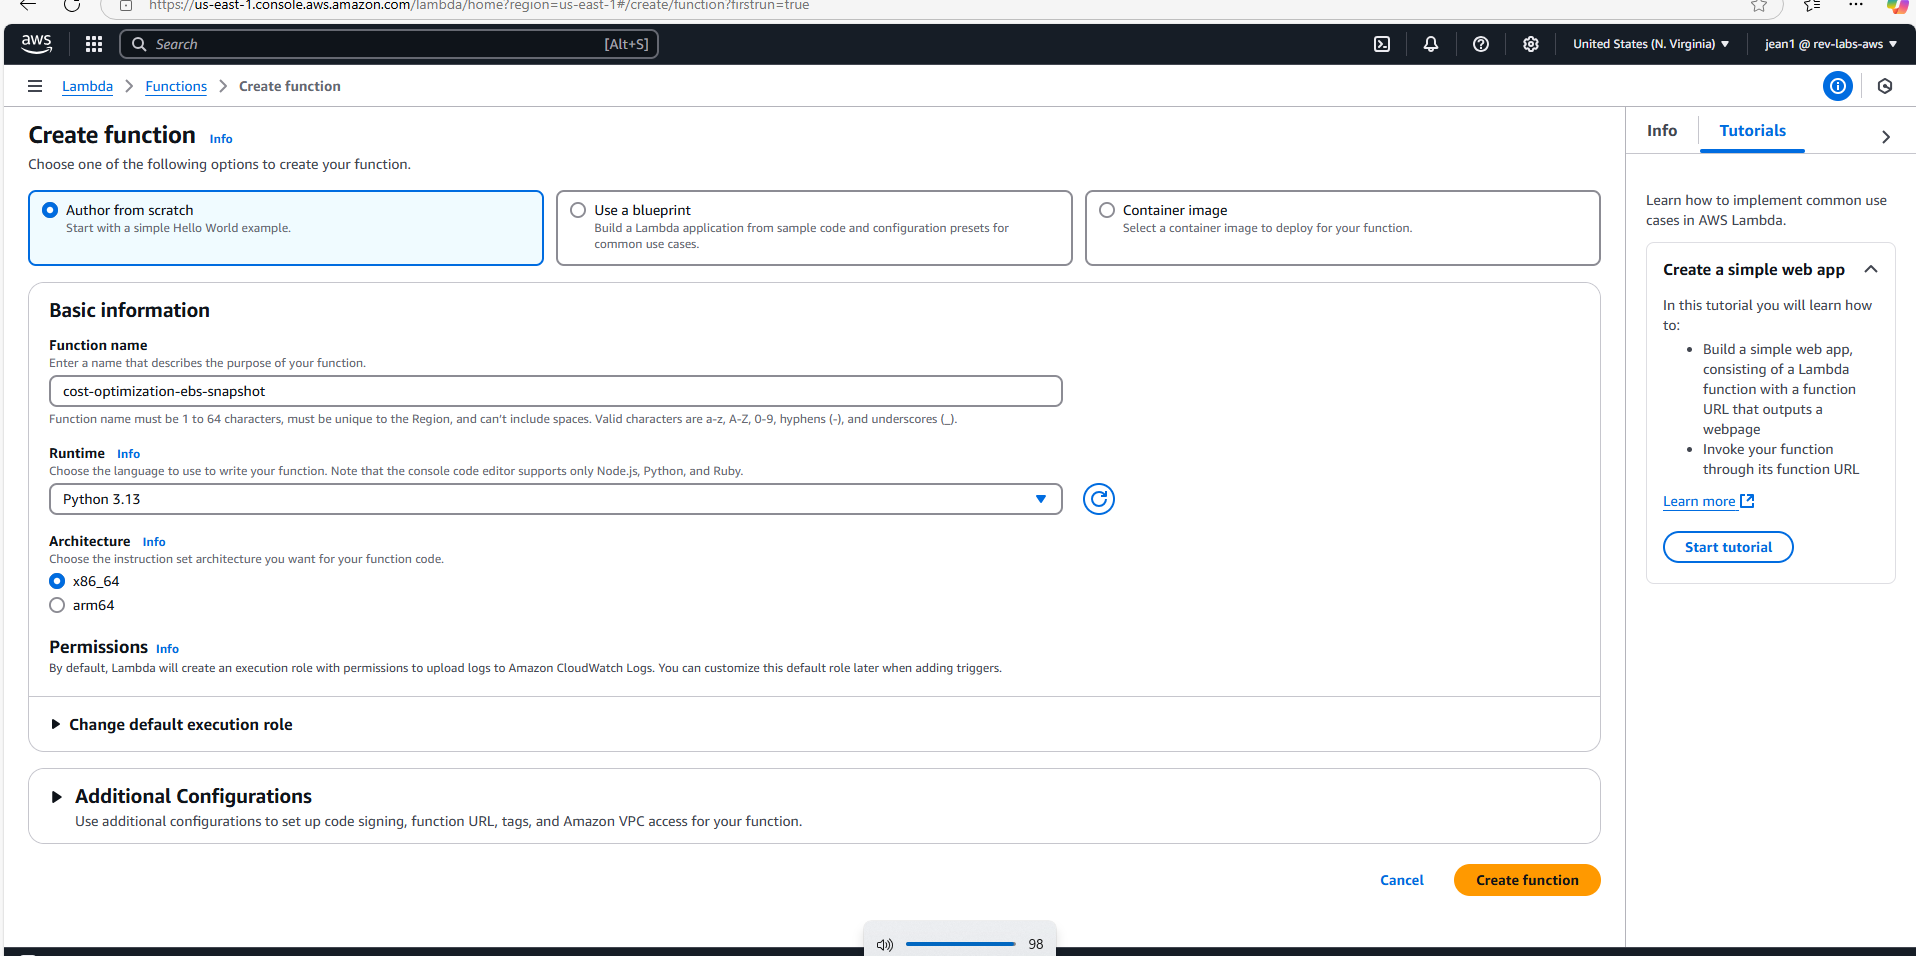 https://us-east-1.console.aws.amazon.com/lambda/home?region=us-east-1#/create/function?firstrun=true
aws
Search
[Alt+S]
United States (N. Virginia)
jean1 @ rev-labs-aws
Lambda
Functions
Create function
Create function Info
Choose one of the following options to create your function.
Author from scratch
Start with a simple Hello World example.
Use a blueprint
Build a Lambda application from sample code and configuration presets for
common use cases.
Container image
Select a container image to deploy for your function.
Basic information
Function name
Enter a name that describes the purpose of your function.
cost-optimization-ebs-snapshot
Function name must be 1 to 64 characters, must be unique to the Region, and can't include spaces. Valid characters are a-z, A-Z, 0-9, hyphens (-), and underscores (_).
Runtime Info
Choose the language to use to write your function. Note that the console code editor supports only Node.js, Python, and Ruby.
Python 3.13
Architecture Info
Choose the instruction set architecture you want for your function code.
x86_64
arm64
Permissions Info
By default, Lambda will create an execution role with permissions to upload logs to Amazon CloudWatch Logs. You can customize this default role later when adding triggers.
Change default execution role
Additional Configurations
Use additional configurations to set up code signing, function URL, tags, and Amazon VPC access for your function.
Cancel
Create function
Info
Tutorials
Learn how to implement common use
cases in AWS Lambda.
Create a simple web app
In this tutorial you will learn how
to:
• Build a simple web app,
consisting of a Lambda
function with a function
URL that outputs a
webpage
• Invoke your function
through its function URL
Learn more
Start tutorial
98